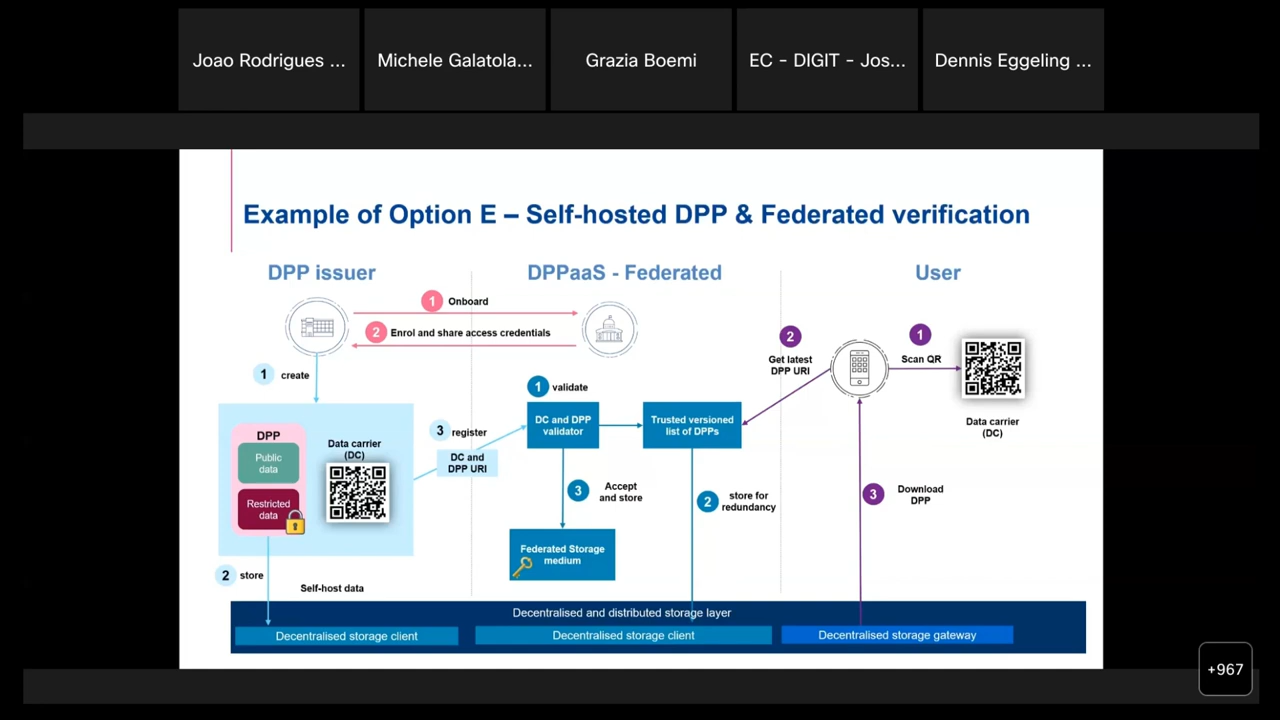 Joao Rodrigues ...
Michele Galatola...
Grazia Boemi
EC - DIGIT - Jos...
Dennis Eggeling ...
Example of Option E – Self-hosted DPP & Federated verification
DPP issuer
DPPaaS - Federated
User
1 Onboard
2 Enrol and share access credentials
1 create
DPP
Public
data
Restricted
data
Data carrier
(DC)
3 register
DC and
DPP URI
2 store
Self-host data
1 validate
DC and DPP
validator
Trusted versioned
list of DPPs
3 Accept
and store
2 store for
redundancy
Federated Storage
medium
2
Get latest
DPP URI
1
Scan QR
Data carrier
(DC)
3 Download
DPP
Decentralised and distributed storage layer
Decentralised storage client
Decentralised storage client
Decentralised storage gateway
+967